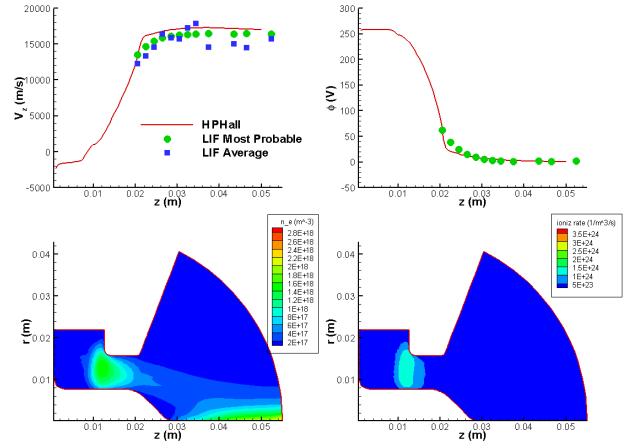 20000
15000
10000
5000
0
-5000
V_z (m/s)
0.01 0.02 0.03 0.04 0.05
z (m)
HPHall
LIF Most Probable
LIF Average
300
250
200
150
100
50
0
-50
ϕ (V)
0.01 0.02 0.03 0.04 0.05
z (m)
n_e (m^-3)
2.8E+18
2.6E+18
2.4E+18
2.2E+18
2E+18
1.8E+18
1.6E+18
1.4E+18
1.2E+18
1E+18
8E+17
6E+17
4E+17
2E+17
0.04
0.03
0.02
0.01
r (m)
0.01 0.02 0.03 0.04 0.05
z (m)
ioniz rate (1/m^3/s)
3.5E+24
3E+24
2.5E+24
2E+24
1.5E+24
1E+24
5E+23
0.04
0.03
0.02
0.01
r (m)
0.01 0.02 0.03 0.04 0.05
z (m)